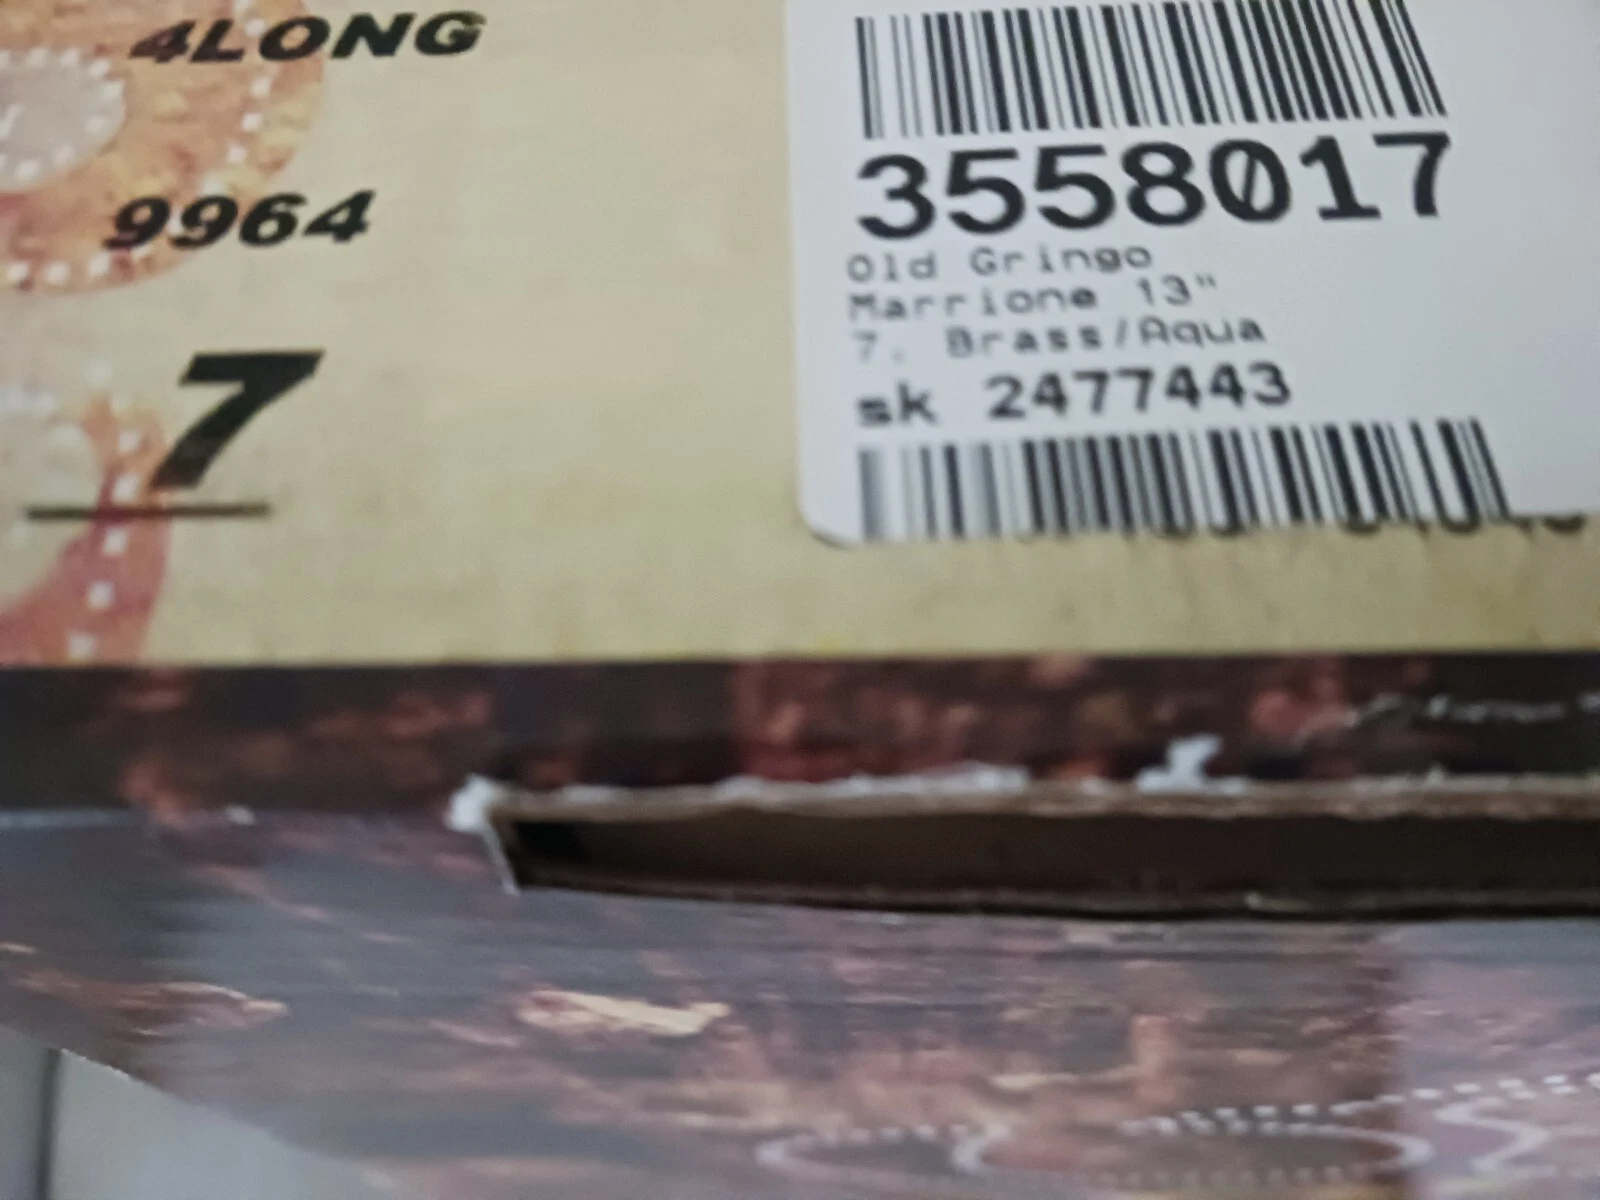 4LONG
9964
7
3558017
Old Gringo
Marrione 13"
7. Brass/Aqua
sk 2477443